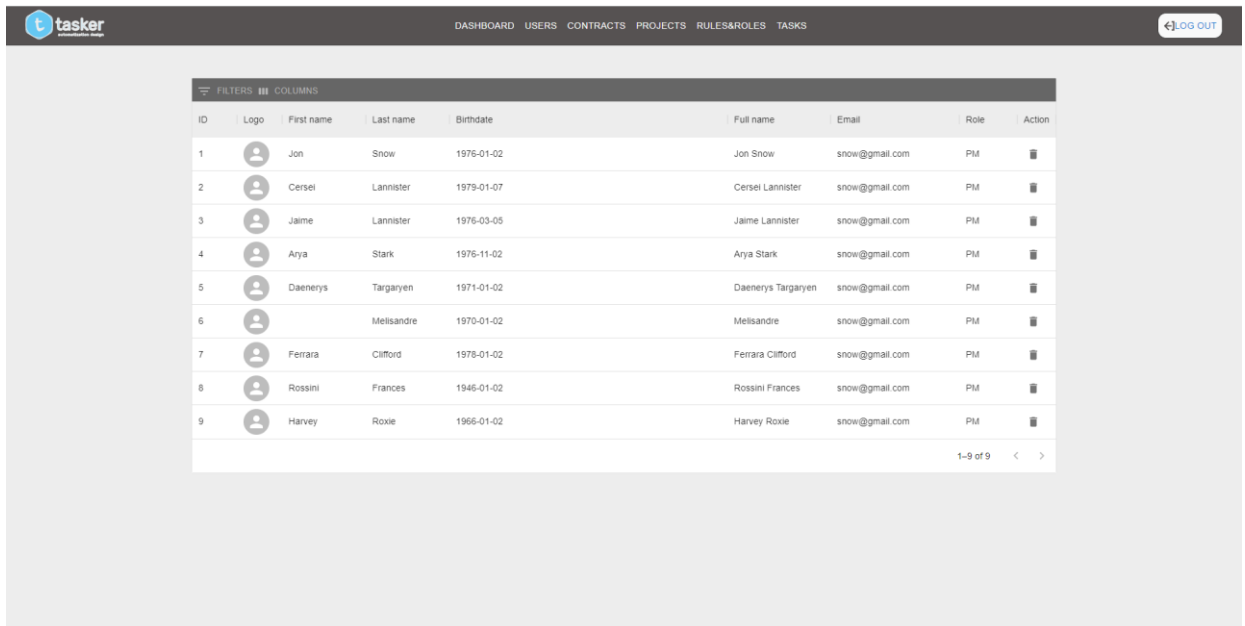 tasker
automatization design
DASHBOARD USERS CONTRACTS PROJECTS RULES&ROLES TASKS
LOG OUT
FILTERS COLUMNS
ID Logo First name Last name Birthdate Full name Email Role Action
1 Jon Snow 1976-01-02 Jon Snow snow@gmail.com PM
2 Cersei Lannister 1979-01-07 Cersei Lannister snow@gmail.com PM
3 Jaime Lannister 1976-03-05 Jaime Lannister snow@gmail.com PM
4 Arya Stark 1976-11-02 Arya Stark snow@gmail.com PM
5 Daenerys Targaryen 1971-01-02 Daenerys Targaryen snow@gmail.com PM
6 Melisandre 1970-01-02 Melisandre snow@gmail.com PM
7 Ferrara Clifford 1978-01-02 Ferrara Clifford snow@gmail.com PM
8 Rossini Frances 1946-01-02 Rossini Frances snow@gmail.com PM
9 Harvey Roxie 1966-01-02 Harvey Roxie snow@gmail.com PM
1–9 of 9